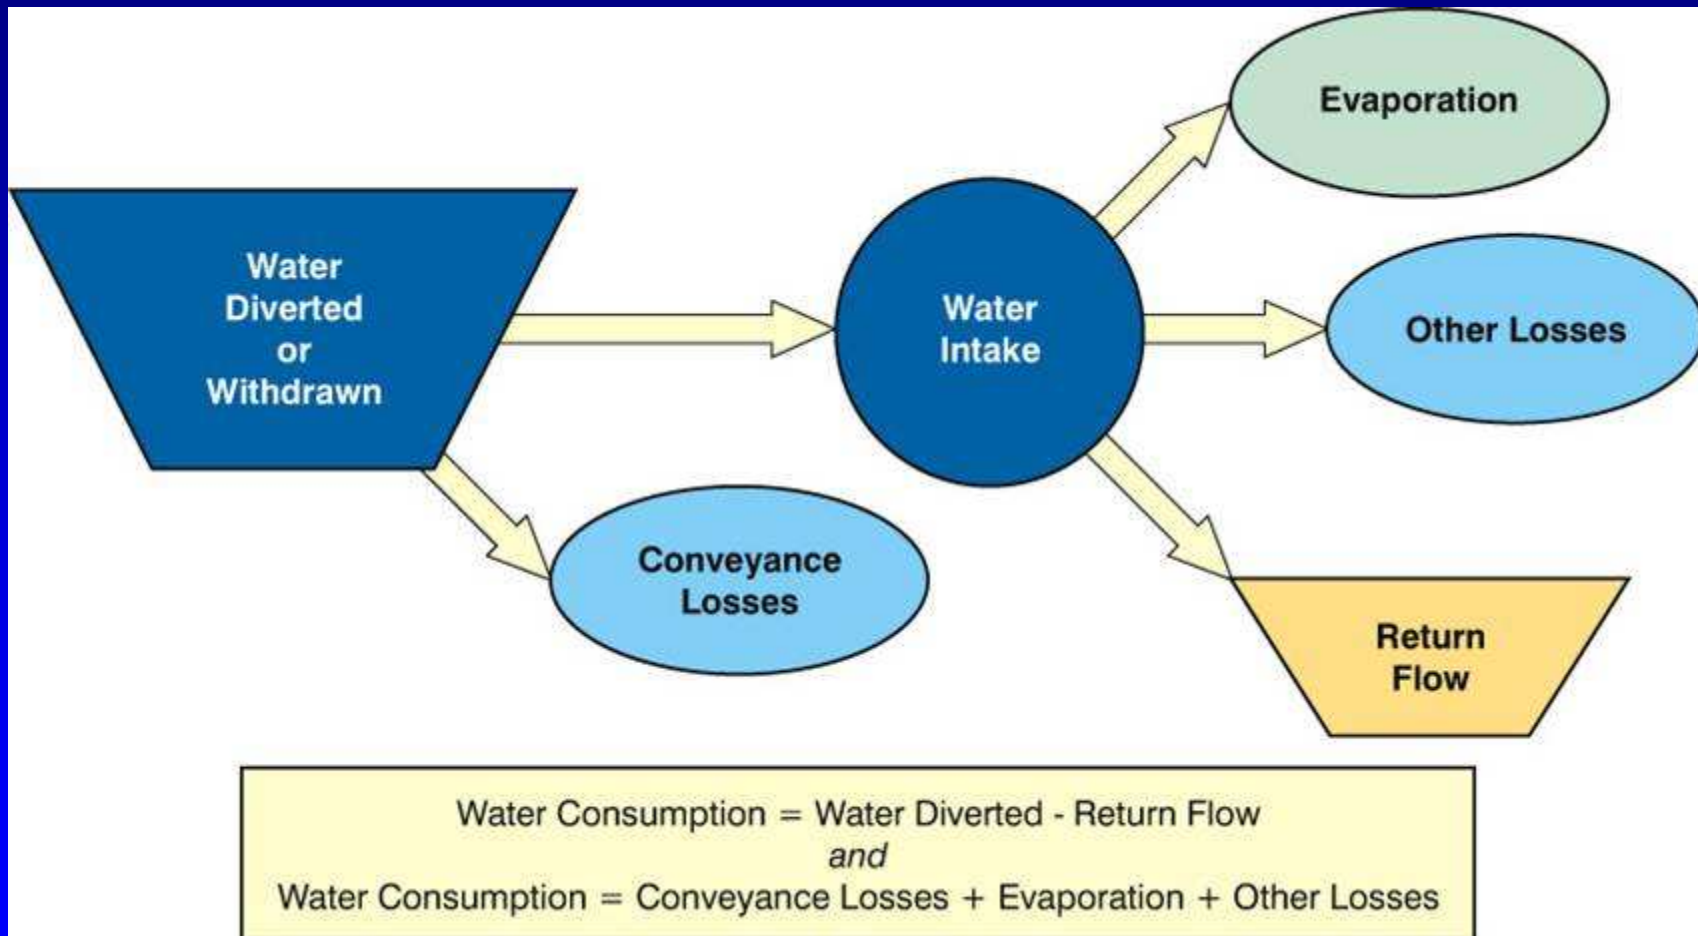 Evaporation
Water
Diverted
or
Withdrawn
Water
Intake
Other Losses
Conveyance
Losses
Return
Flow
Water Consumption = Water Diverted - Return Flow
and
Water Consumption = Conveyance Losses + Evaporation + Other Losses